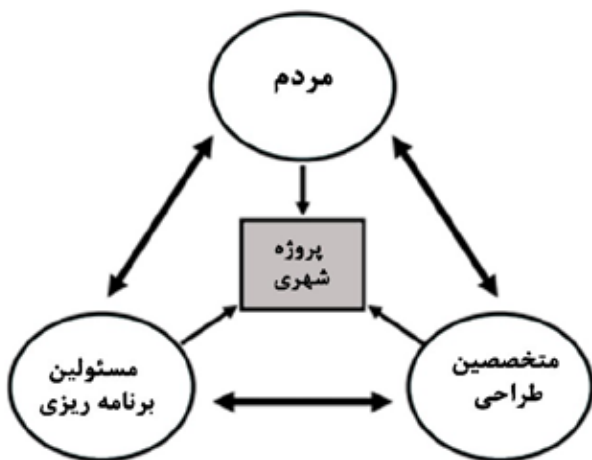 مردم
پروژه
شهری
متخصصین
طراحی
مسئولین
برنامه ریزی